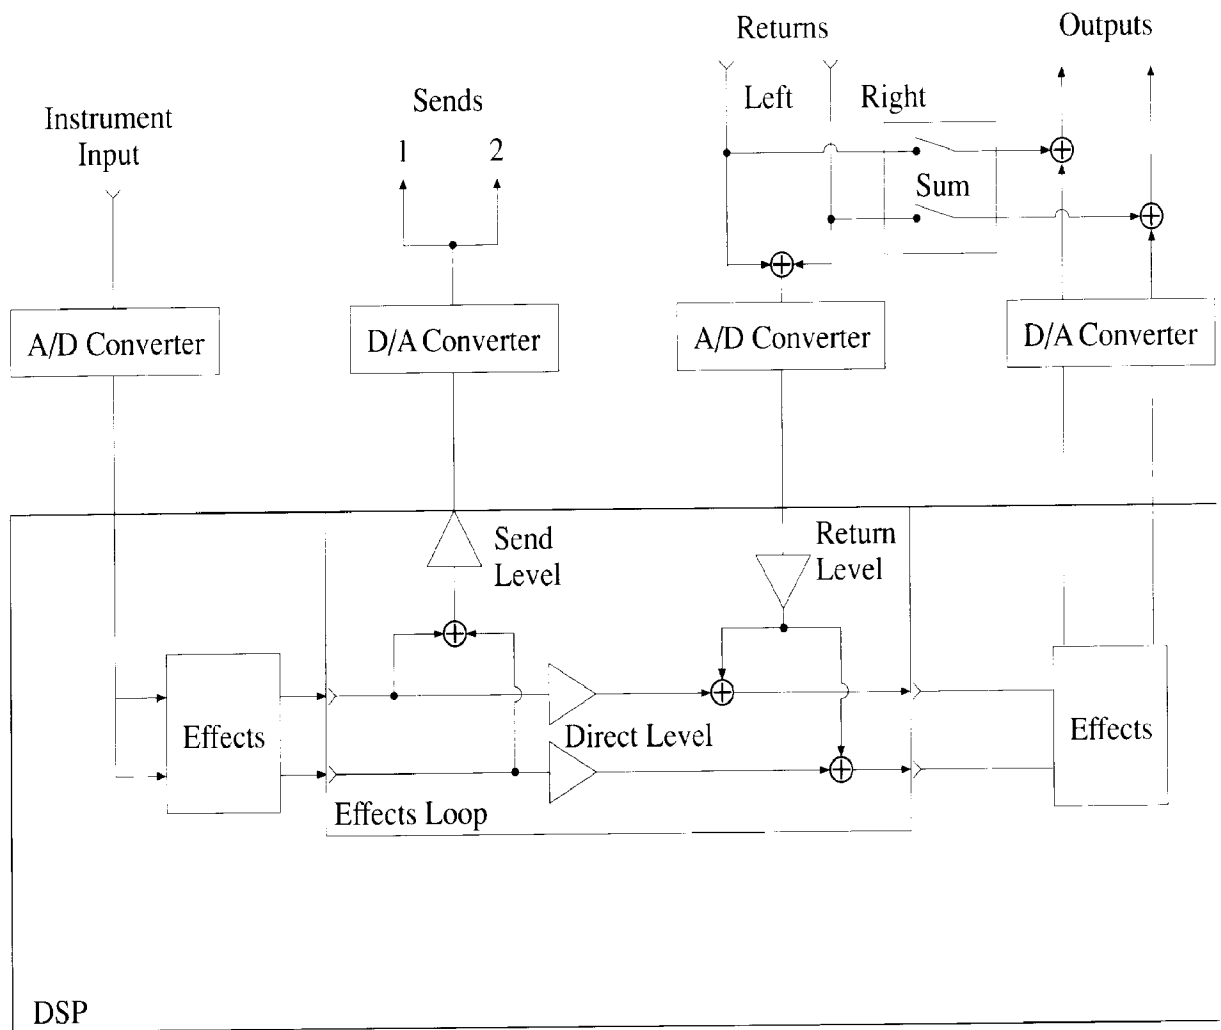 Returns
Outputs
Left
Right
Sends
Instrument
Input
1
2
Sum
A/D Converter
D/A Converter
A/D Converter
D/A Converter
Send
Level
Return
Level
Effects
Direct Level
Effects
Effects Loop
DSP